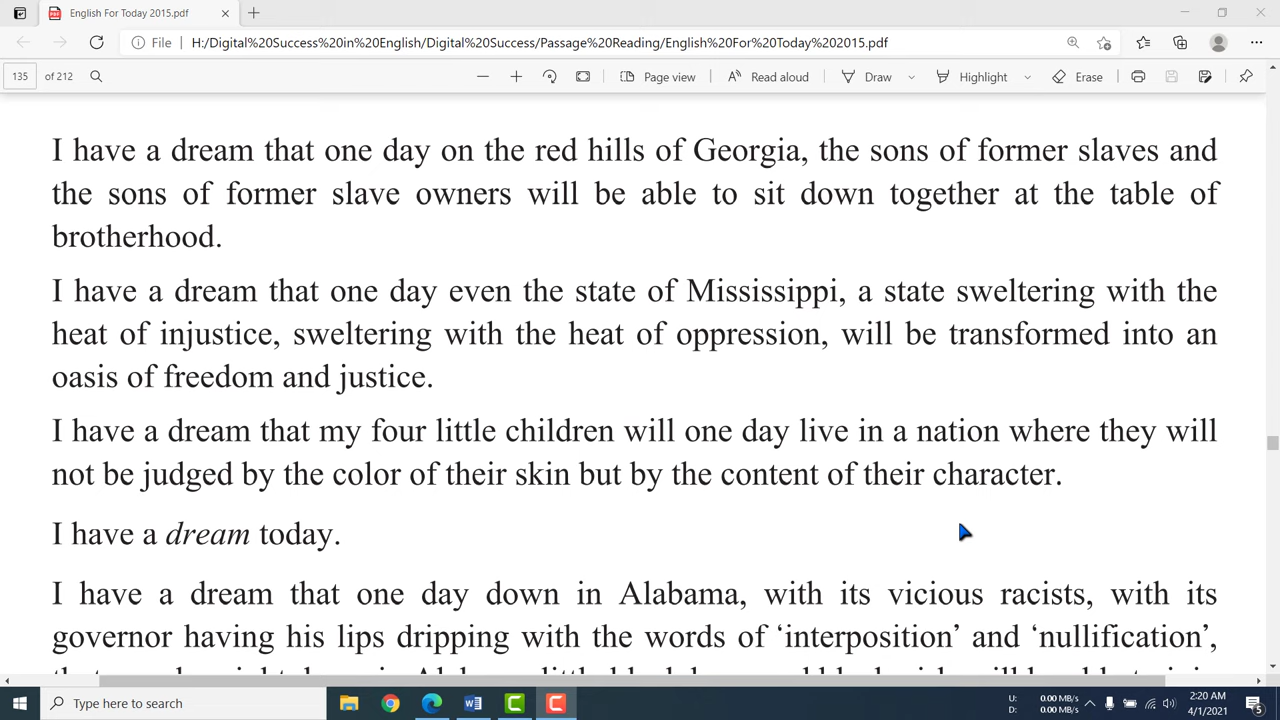 English For Today 2015.pdf
File H:/Digital%20Success%20in%20English/Digital%20Success/Passage%20Reading/English%20For%20Today%202015.pdf
135 of 212 Page view Read aloud Draw Highlight Erase
I have a dream that one day on the red hills of Georgia, the sons of former slaves and
the sons of former slave owners will be able to sit down together at the table of
brotherhood.
I have a dream that one day even the state of Mississippi, a state sweltering with the
heat of injustice, sweltering with the heat of oppression, will be transformed into an
oasis of freedom and justice.
I have a dream that my four little children will one day live in a nation where they will
not be judged by the color of their skin but by the content of their character.
I have a dream today.
I have a dream that one day down in Alabama, with its vicious racists, with its
governor having his lips dripping with the words of ‘interposition’ and ‘nullification’,
Type here to search
U: 0.00 MB/s
D: 0.00 MB/s
2:20 AM
4/1/2021
5